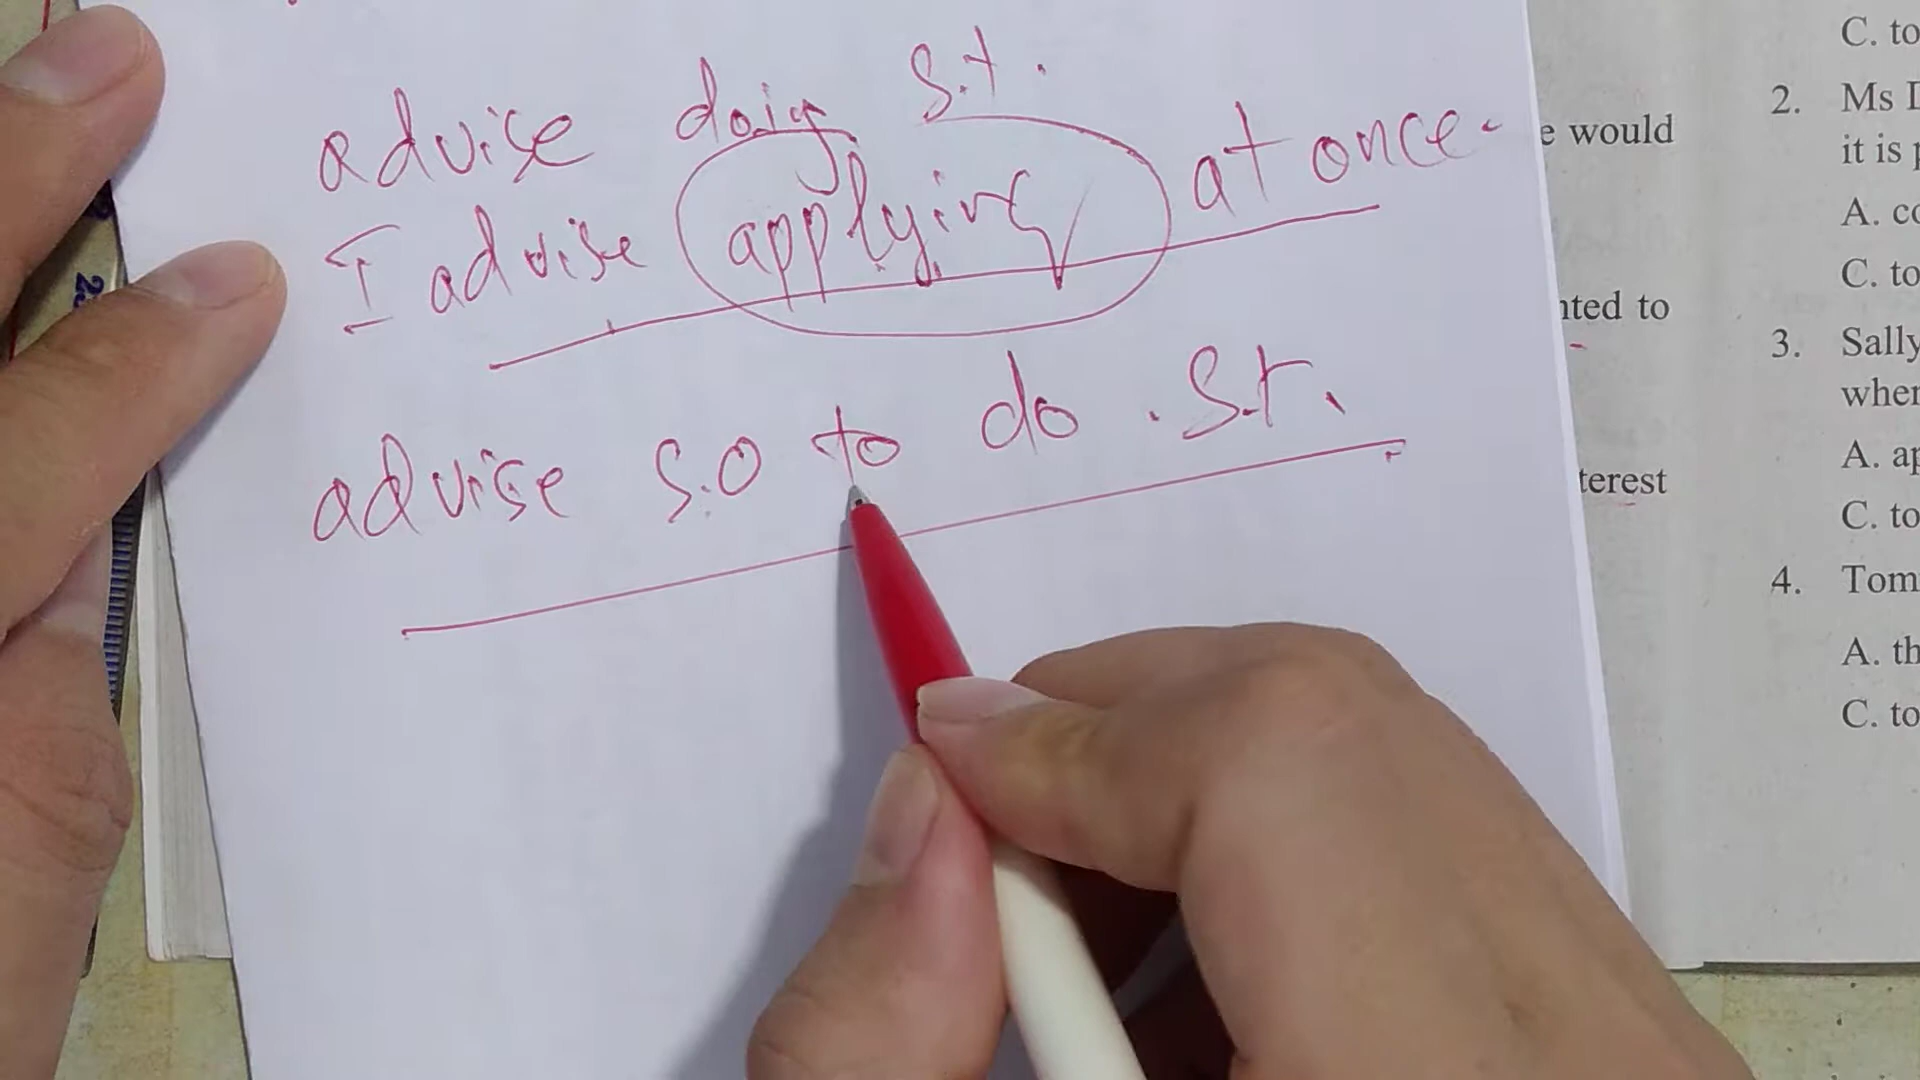 advise doing s.t.
I advise applying at once.
advise s.o to do s.t.
e would
nted to
terest
C. to
2. Ms
it is
A. co
C. to
3. Sally
wher
A. ap
C. to
4. Tom
A. th
C. to